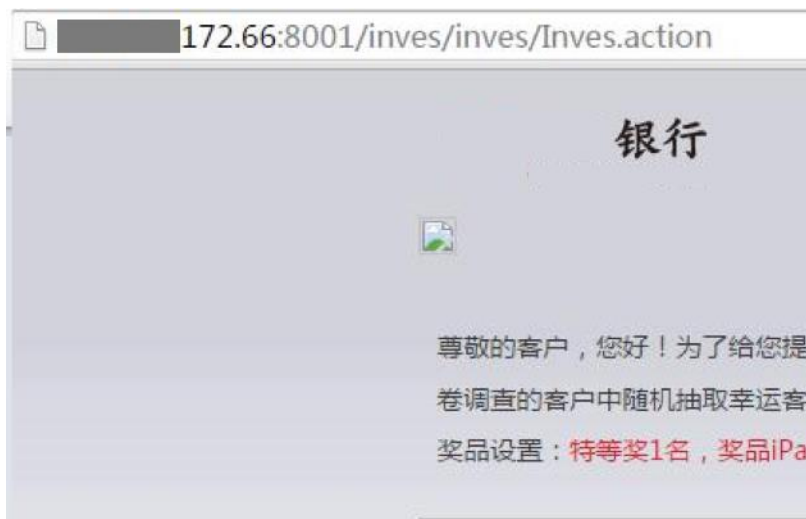 172.66:8001/inves/inves/Inves.action
银行
尊敬的客户，您好！为了给您提
卷调查的客户中随机抽取幸运客
奖品设置：特等奖1名，奖品iPa